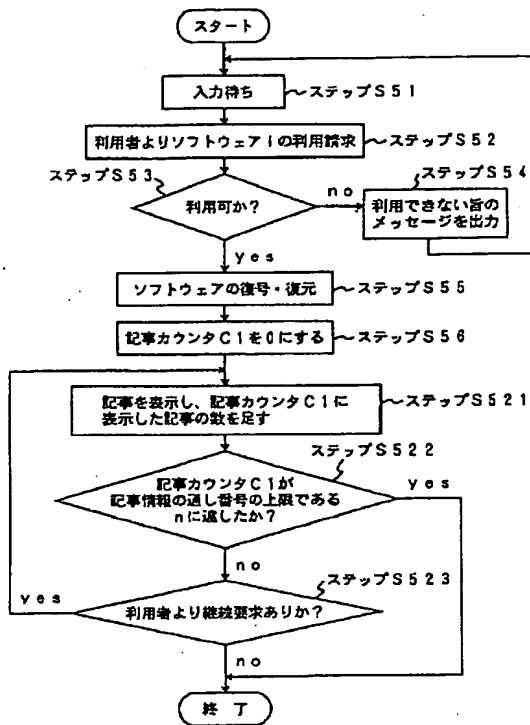 スタート
入力待ち
ステップS51
利用者よりソフトウェアiの利用請求
ステップS52
ステップS53
ステップS54
利用可か?
no
利用できない旨の
メッセージを出力
yes
ソフトウェアの復号・復元
ステップS55
記事カウンタC1を0にする
ステップS56
記事を表示し、記事カウンタC1に
表示した記事の数を足す
ステップS521
ステップS522
記事カウンタC1が
記事情報の通し番号の上限である
nに達したか?
yes
no
ステップS523
yes
利用者より継続要求ありか?
no
終了